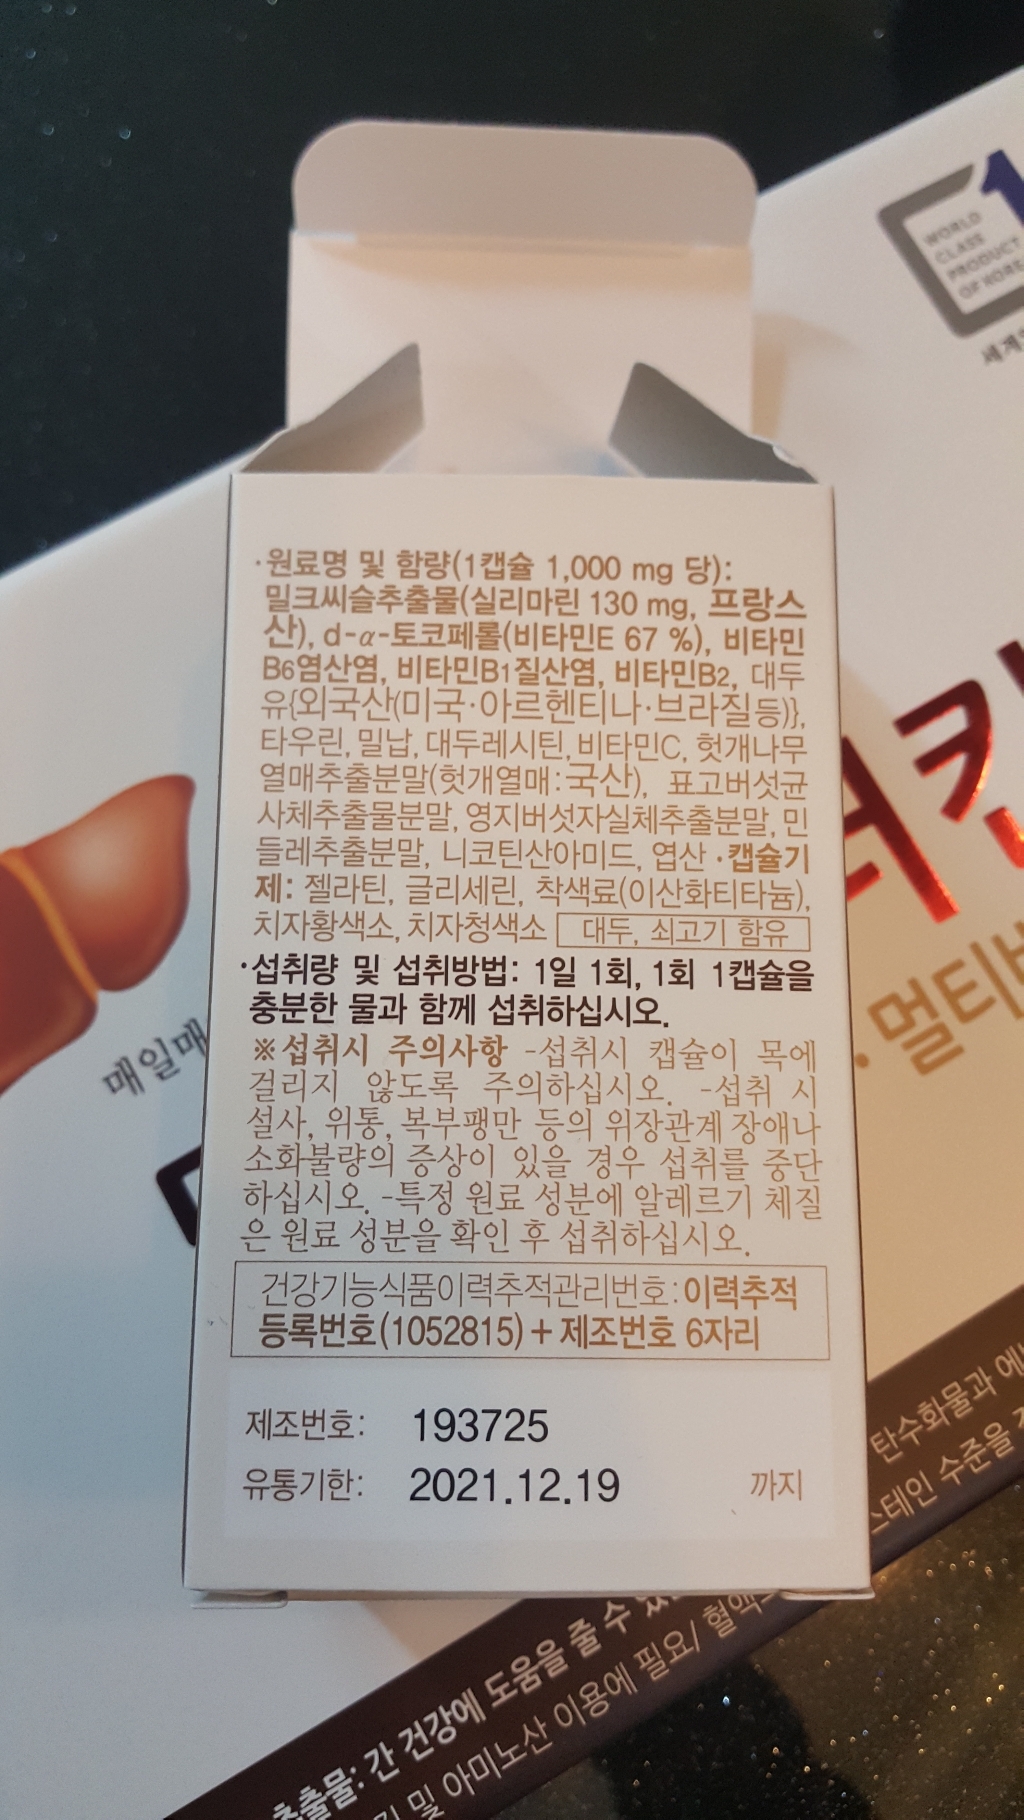 WORLD
CLASS
PRODUCT
OF KORE
세계
·원료명 및 함량(1캡슐 1,000 mg 당):
밀크씨슬추출물(실리마린 130 mg, 프랑스
산), d-α-토코페롤(비타민E 67 %), 비타민
B6염산염, 비타민B1질산염, 비타민B2, 대두
유{외국산(미국·아르헨티나·브라질등)},
타우린, 밀납, 대두레시틴, 비타민C, 헛개나무
열매추출분말(헛개열매:국산), 표고버섯균
사체추출물분말, 영지버섯자실체추출분말, 민
들레추출분말, 니코틴산아미드, 엽산 ·캡슐기
제: 젤라틴, 글리세린, 착색료(이산화티타늄),
치자황색소, 치자청색소 대두, 쇠고기 함유
·섭취량 및 섭취방법: 1일 1회, 1회 1캡슐을
충분한 물과 함께 섭취하십시오.
※섭취시 주의사항 -섭취시 캡슐이 목에
걸리지 않도록 주의하십시오. -섭취 시
설사, 위통, 복부팽만 등의 위장관계 장애나
소화불량의 증상이 있을 경우 섭취를 중단
하십시오. -특정 원료 성분에 알레르기 체질
은 원료 성분을 확인 후 섭취하십시오.
건강기능식품이력추적관리번호:이력추적
등록번호(1052815)+제조번호 6자리
제조번호: 193725
유통기한: 2021.12.19 까지
매일매
·멀티비
탄수화물과 에너
스테인 수준을
추출물: 간 건강에 도움을 줄 수 있
및 아미노산 이용에 필요/ 혈액